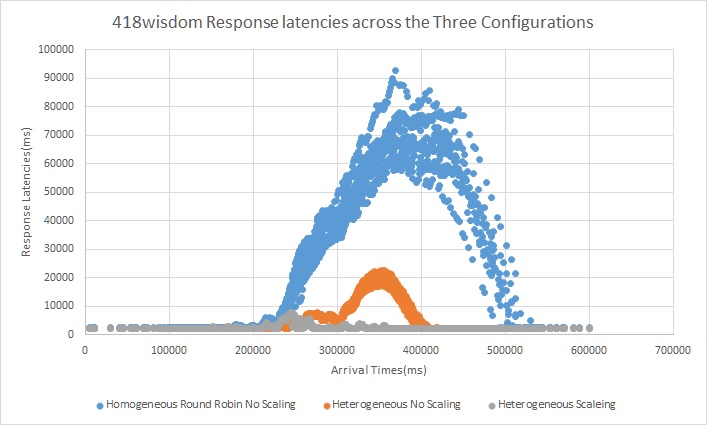 418wisdom Response latencies across the Three Configurations
100000
90000
80000
70000
60000
50000
40000
30000
20000
10000
0
Response Latencies(ms)
0 100000 200000 300000 400000 500000 600000 700000
Arrival Times(ms)
Homogeneous Round Robin No Scaling Heterogeneous No Scaling Heterogeneous Scaleing